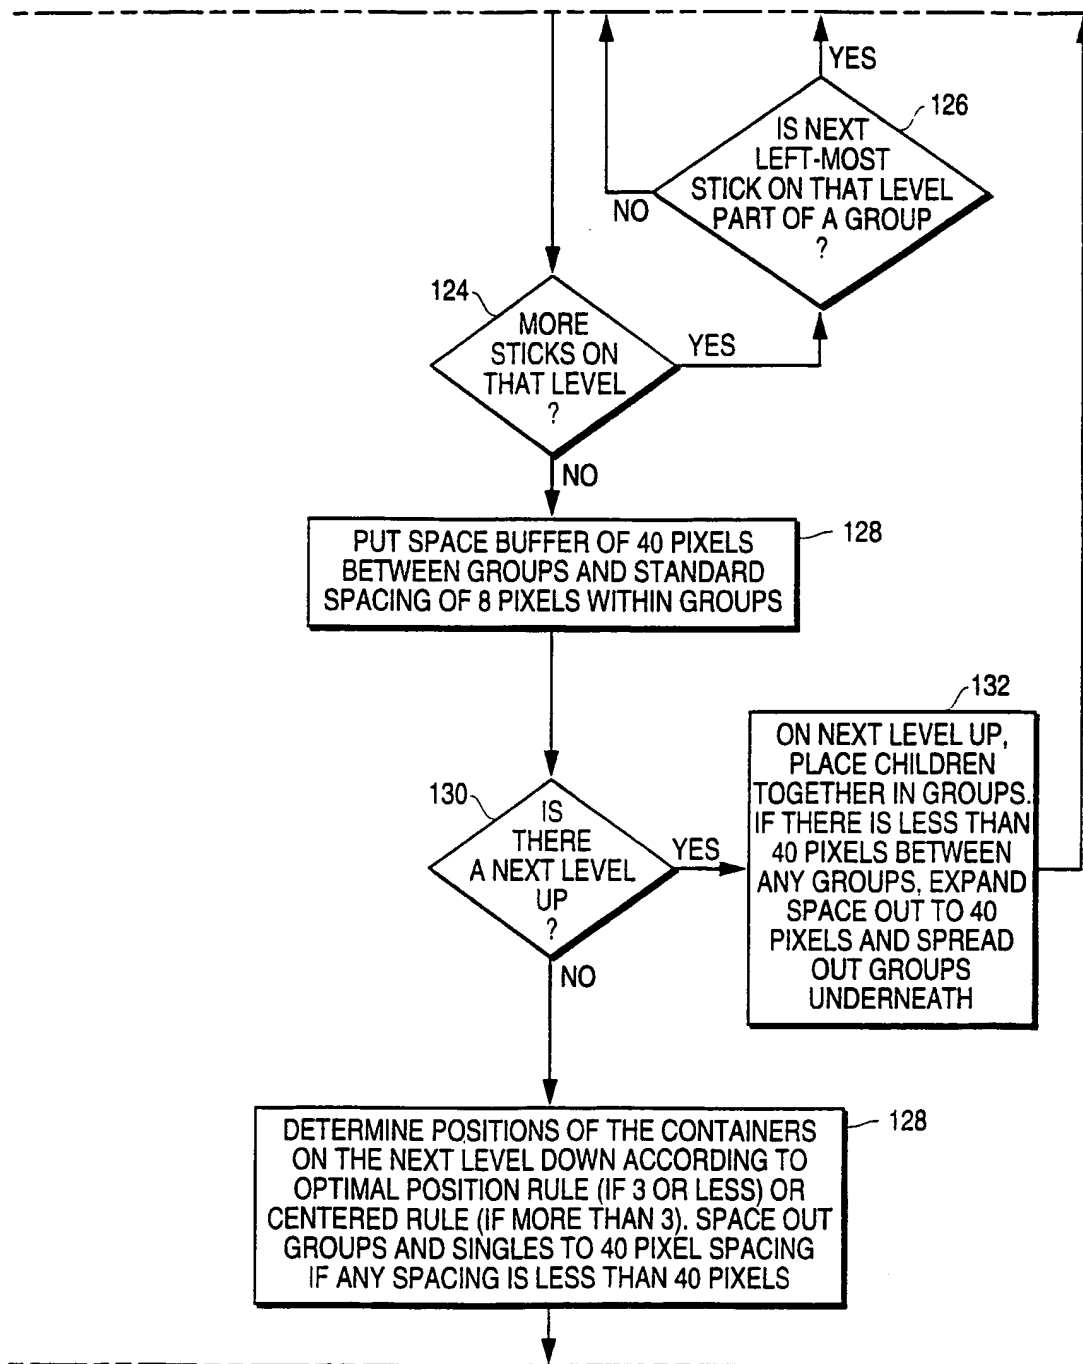 YES
126
IS NEXT
LEFT-MOST
STICK ON THAT LEVEL
PART OF A GROUP
?
NO
124
MORE
STICKS ON
THAT LEVEL
?
YES
NO
PUT SPACE BUFFER OF 40 PIXELS
BETWEEN GROUPS AND STANDARD
SPACING OF 8 PIXELS WITHIN GROUPS
128
130
IS
THERE
A NEXT LEVEL
UP
?
YES
NO
132
ON NEXT LEVEL UP,
PLACE CHILDREN
TOGETHER IN GROUPS.
IF THERE IS LESS THAN
40 PIXELS BETWEEN
ANY GROUPS, EXPAND
SPACE OUT TO 40
PIXELS AND SPREAD
OUT GROUPS
UNDERNEATH
DETERMINE POSITIONS OF THE CONTAINERS
ON THE NEXT LEVEL DOWN ACCORDING TO
OPTIMAL POSITION RULE (IF 3 OR LESS) OR
CENTERED RULE (IF MORE THAN 3). SPACE OUT
GROUPS AND SINGLES TO 40 PIXEL SPACING
IF ANY SPACING IS LESS THAN 40 PIXELS
128